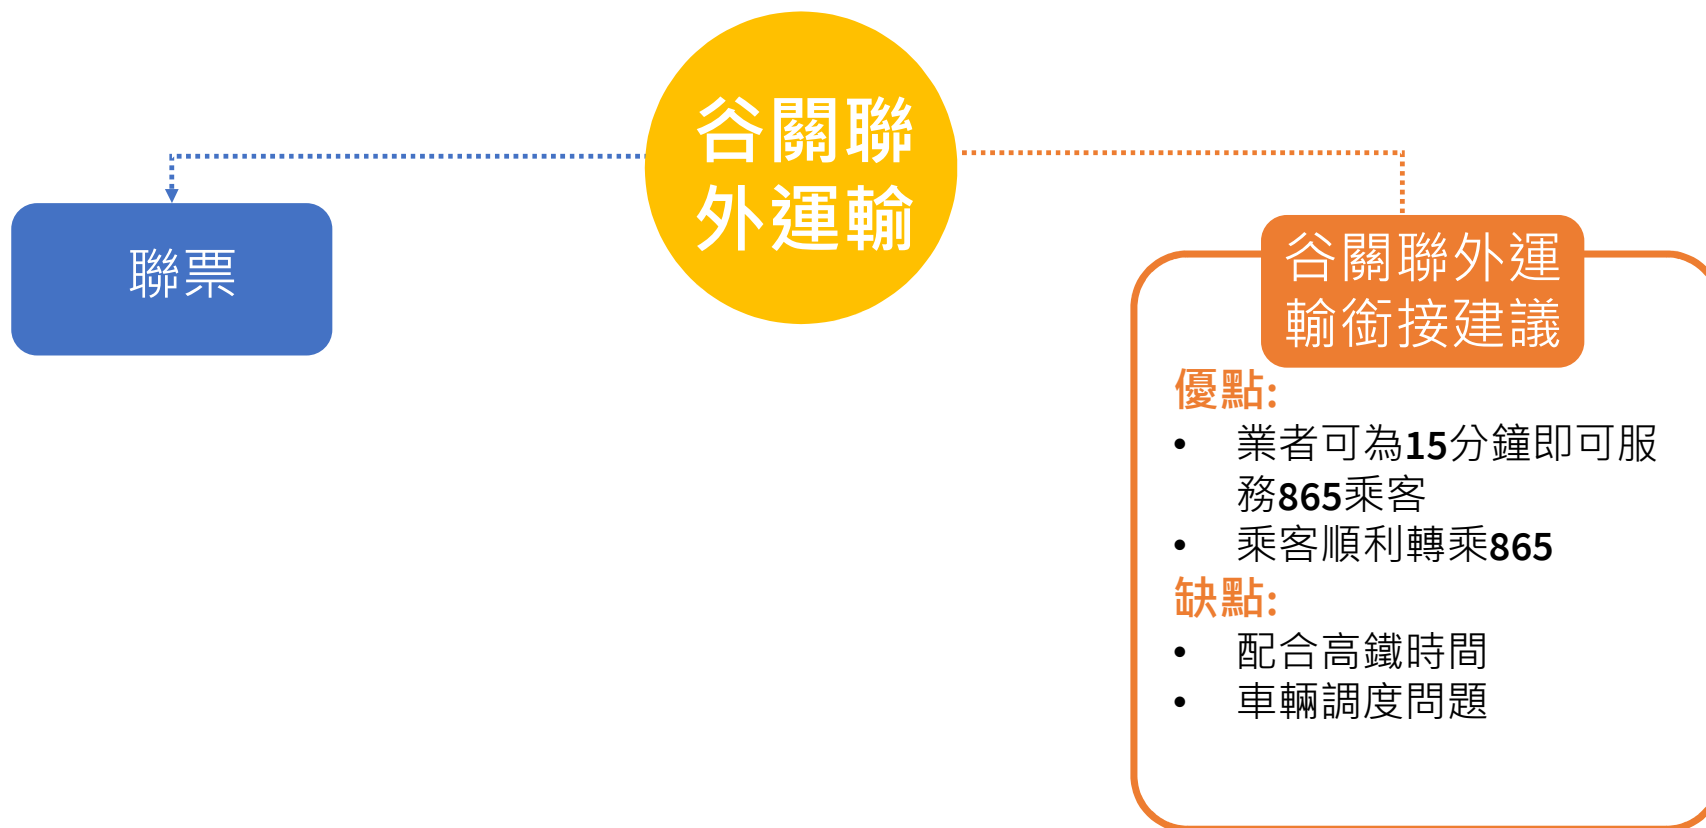 谷關聯
外運輸
聯票
谷關聯外運
輸銜接建議
優點:
• 業者可為15分鐘即可服
務865乘客
• 乘客順利轉乘865
缺點:
• 配合高鐵時間
• 車輛調度問題